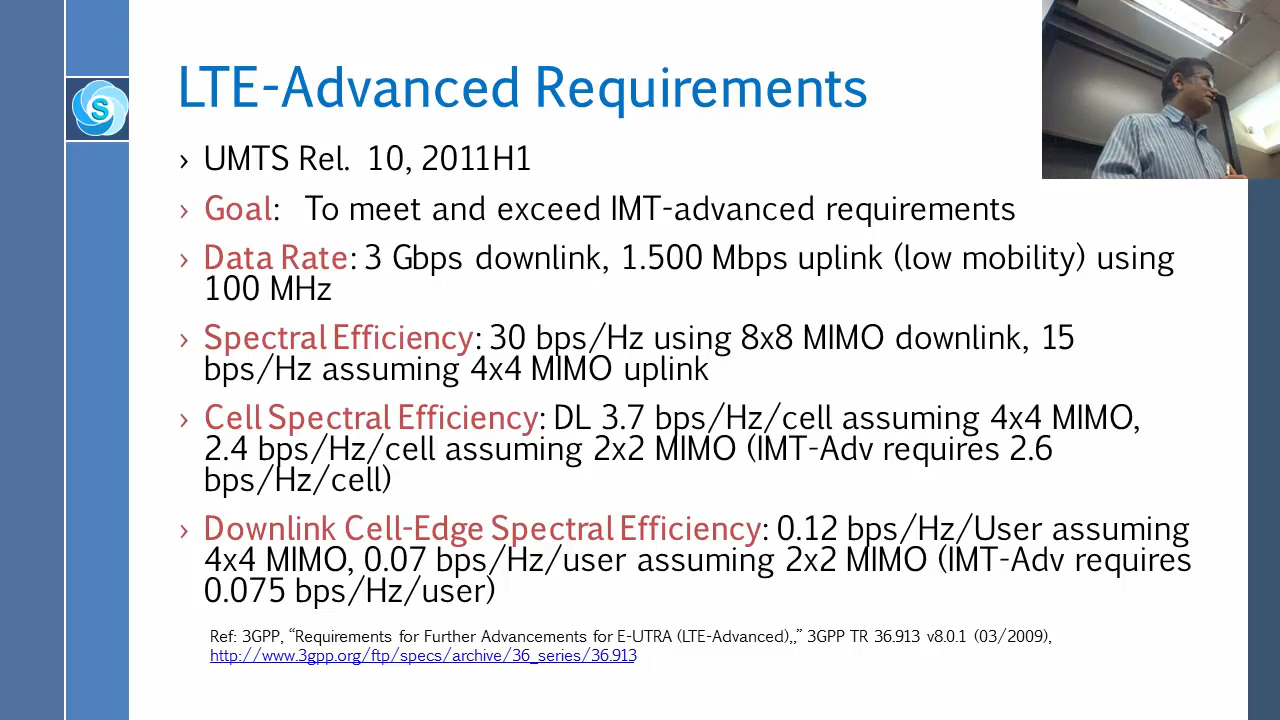 LTE-Advanced Requirements
S
› UMTS Rel. 10, 2011H1
› Goal: To meet and exceed IMT-advanced requirements
› Data Rate: 3 Gbps downlink, 1.500 Mbps uplink (low mobility) using
100 MHz
› Spectral Efficiency: 30 bps/Hz using 8x8 MIMO downlink, 15
bps/Hz assuming 4x4 MIMO uplink
› Cell Spectral Efficiency: DL 3.7 bps/Hz/cell assuming 4x4 MIMO,
2.4 bps/Hz/cell assuming 2x2 MIMO (IMT-Adv requires 2.6
bps/Hz/cell)
› Downlink Cell-Edge Spectral Efficiency: 0.12 bps/Hz/User assuming
4x4 MIMO, 0.07 bps/Hz/user assuming 2x2 MIMO (IMT-Adv requires
0.075 bps/Hz/user)
Ref: 3GPP, “Requirements for Further Advancements for E-UTRA (LTE-Advanced),,” 3GPP TR 36.913 v8.0.1 (03/2009),
http://www.3gpp.org/ftp/specs/archive/36_series/36.913